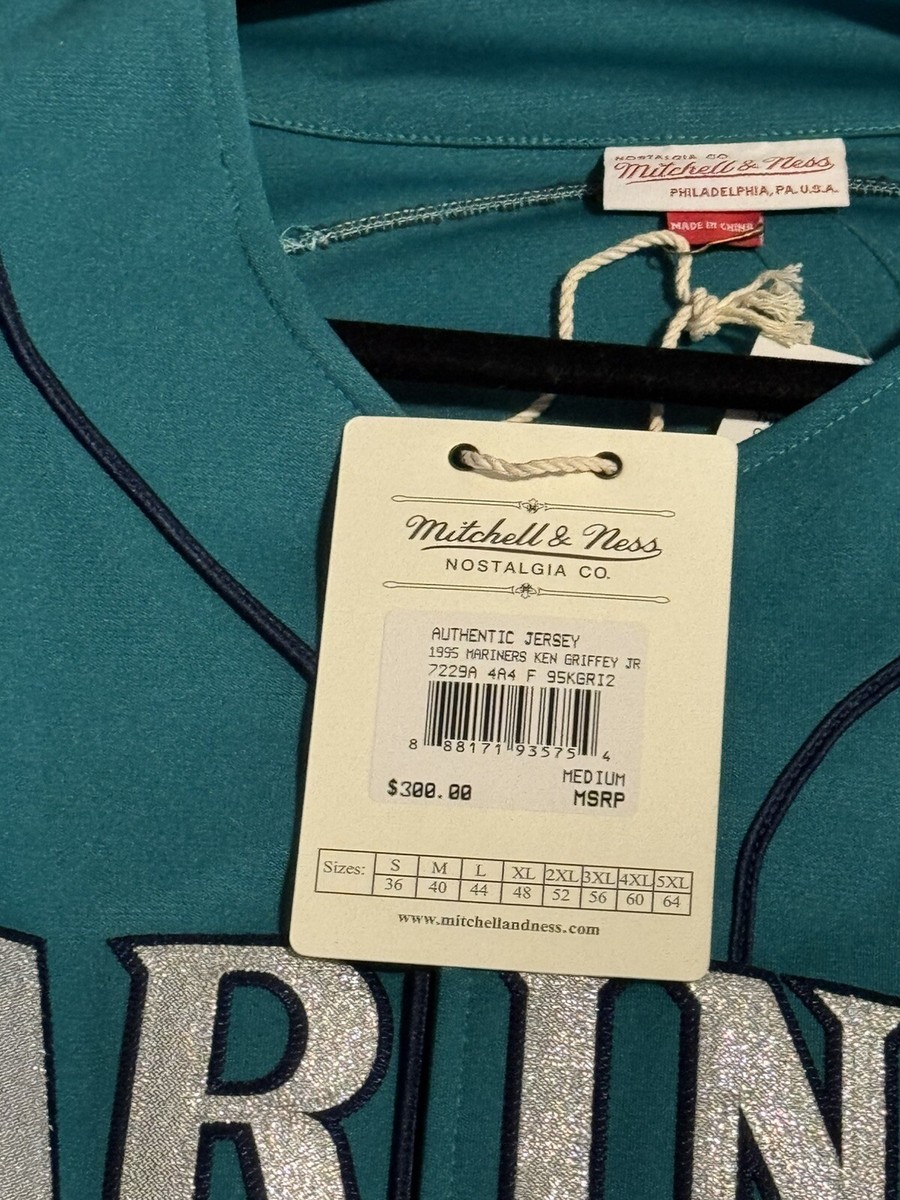 NOSTALGIA CO.
Mitchell & Ness
PHILADELPHIA, PA. U.S.A.
MADE IN CHINA
Mitchell & Ness
NOSTALGIA CO.
AUTHENTIC JERSEY
1995 MARINERS KEN GRIFFEY JR
7229A 4A4 F 95KGRI2
8 88171 93575 4
MEDIUM
$300.00 MSRP
Sizes: S M L XL 2XL 3XL 4XL 5XL
36 40 44 48 52 56 60 64
www.mitchellandness.com
ARIN